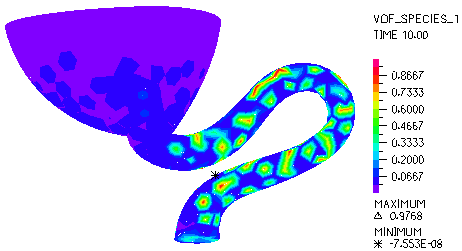 VOF_SPECIES_1
TIME 10.00
0.8667
0.7333
0.6000
0.4667
0.3333
0.2000
0.0667
MAXIMUM
△ 0.9768
MINIMUM
✳ -7.553E-08